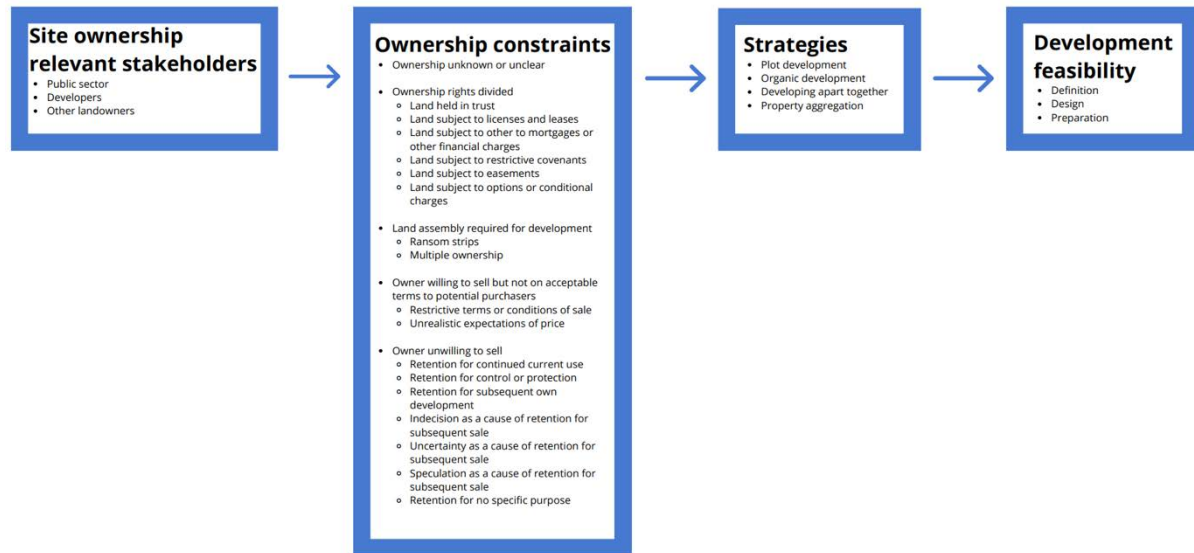 Site ownership
relevant stakeholders
• Public sector
• Developers
• Other landowners
Ownership constraints
• Ownership unknown or unclear
• Ownership rights divided
◦ Land held in trust
◦ Land subject to licenses and leases
◦ Land subject to other to mortgages or
other financial charges
◦ Land subject to restrictive covenants
◦ Land subject to easements
◦ Land subject to options or conditional
charges
• Land assembly required for development
◦ Ransom strips
◦ Multiple ownership
• Owner willing to sell but not on acceptable
terms to potential purchasers
◦ Restrictive terms or conditions of sale
◦ Unrealistic expectations of price
• Owner unwilling to sell
◦ Retention for continued current use
◦ Retention for control or protection
◦ Retention for subsequent own
development
◦ Indecision as a cause of retention for
subsequent sale
◦ Uncertainty as a cause of retention for
subsequent sale
◦ Speculation as a cause of retention for
subsequent sale
◦ Retention for no specific purpose
Strategies
• Plot development
• Organic development
• Developing apart together
• Property aggregation
Development
feasibility
• Definition
• Design
• Preparation